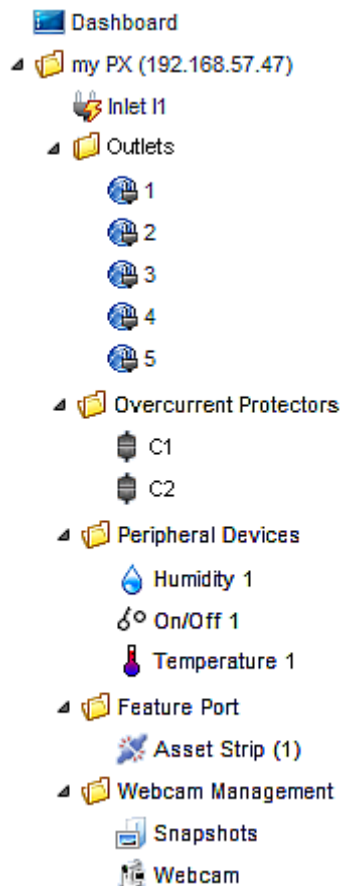 Dashboard
my PX (192.168.57.47)
Inlet I1
Outlets
1
2
3
4
5
Overcurrent Protectors
C1
C2
Peripheral Devices
Humidity 1
On/Off 1
Temperature 1
Feature Port
Asset Strip (1)
Webcam Management
Snapshots
Webcam